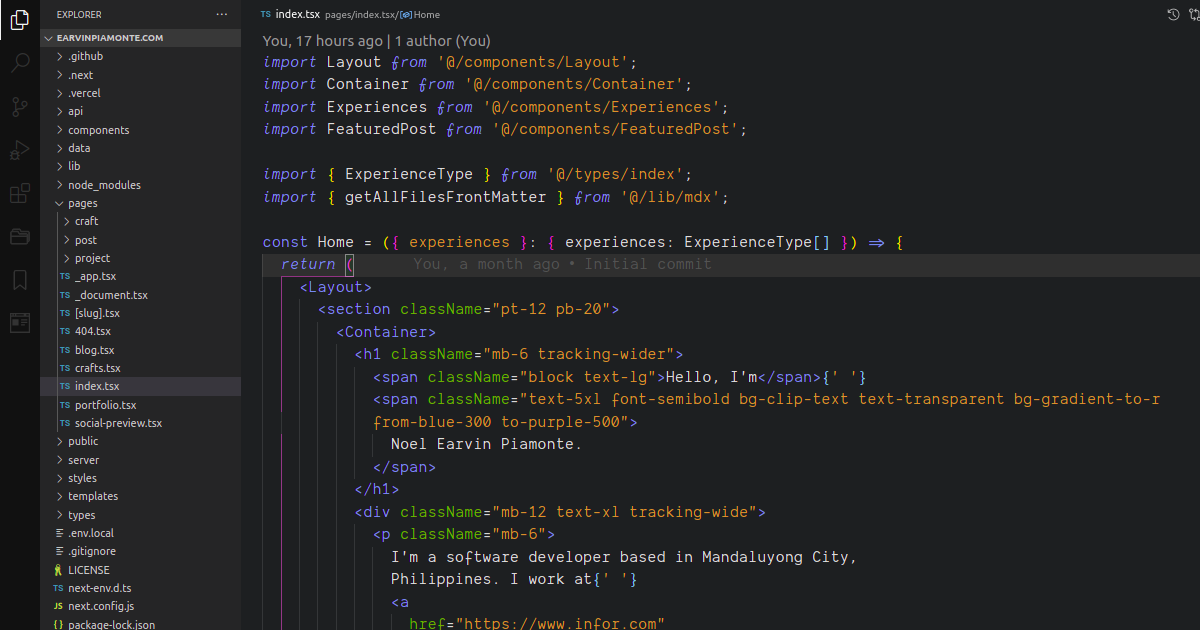 EXPLORER ...
EARVINPIAMONTE.COM
.github
.next
.vercel
api
components
data
lib
node_modules
pages
craft
post
project
TS _app.tsx
TS _document.tsx
TS [slug].tsx
TS 404.tsx
TS blog.tsx
TS crafts.tsx
TS index.tsx
TS portfolio.tsx
TS social-preview.tsx
public
server
styles
templates
types
.env.local
.gitignore
LICENSE
TS next-env.d.ts
JS next.config.js
{} package-lock.json
TS index.tsx pages/index.tsx/Home
You, 17 hours ago | 1 author (You)
import Layout from '@/components/Layout';
import Container from '@/components/Container';
import Experiences from '@/components/Experiences';
import FeaturedPost from '@/components/FeaturedPost';
import { ExperienceType } from '@/types/index';
import { getAllFilesFrontMatter } from '@/lib/mdx';
const Home = ({ experiences }: { experiences: ExperienceType[] }) => {
return ( You, a month ago • Initial commit
<Layout>
<section className="pt-12 pb-20">
<Container>
<h1 className="mb-6 tracking-wider">
<span className="block text-lg">Hello, I'm</span>{' '}
<span className="text-5xl font-semibold bg-clip-text text-transparent bg-gradient-to-r
from-blue-300 to-purple-500">
Noel Earvin Piamonte.
</span>
</h1>
<div className="mb-12 text-xl tracking-wide">
<p className="mb-6">
I'm a software developer based in Mandaluyong City,
Philippines. I work at{' '}
<a
href="https://www.infor.com"